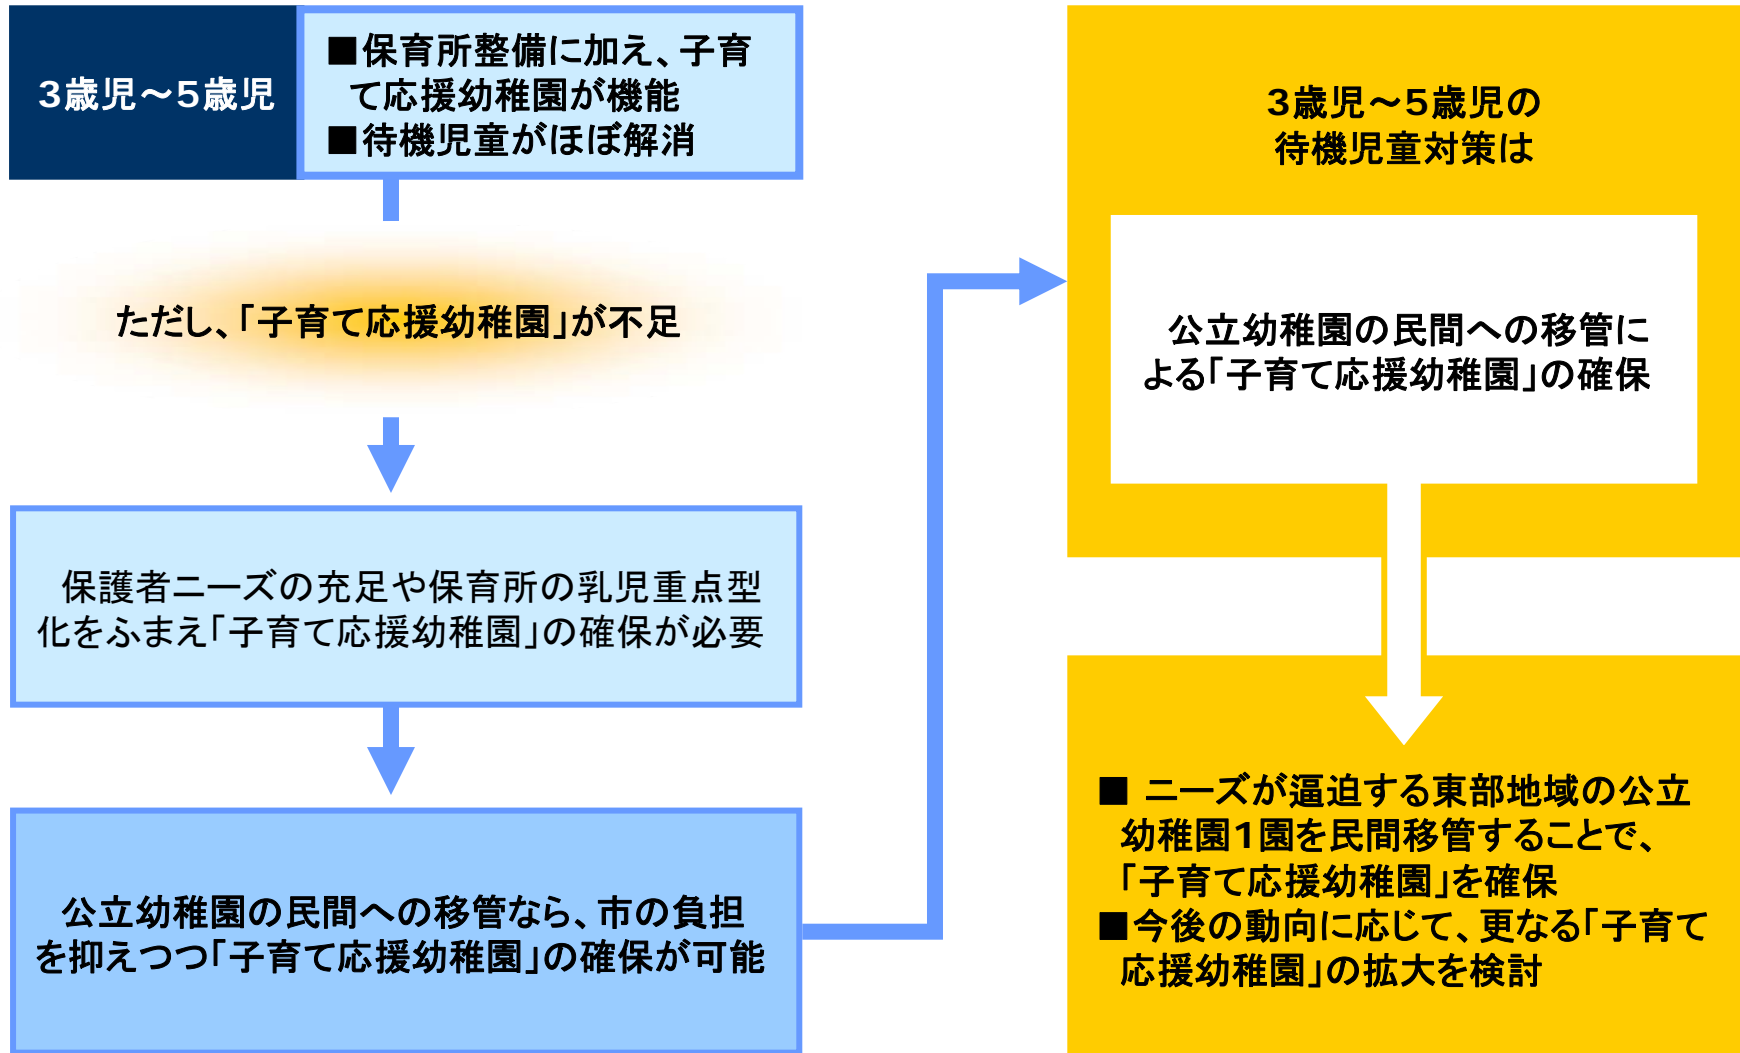 3歳児～5歳児
■保育所整備に加え、子育
て応援幼稚園が機能
■待機児童がほぼ解消
ただし、「子育て応援幼稚園」が不足
保護者ニーズの充足や保育所の乳児重点型
化をふまえ「子育て応援幼稚園」の確保が必要
公立幼稚園の民間への移管なら、市の負担
を抑えつつ「子育て応援幼稚園」の確保が可能
3歳児～5歳児の
待機児童対策は
公立幼稚園の民間への移管に
よる「子育て応援幼稚園」の確保
■ ニーズが逼迫する東部地域の公立
幼稚園1園を民間移管することで、
「子育て応援幼稚園」を確保
■今後の動向に応じて、更なる「子育て
応援幼稚園」の拡大を検討